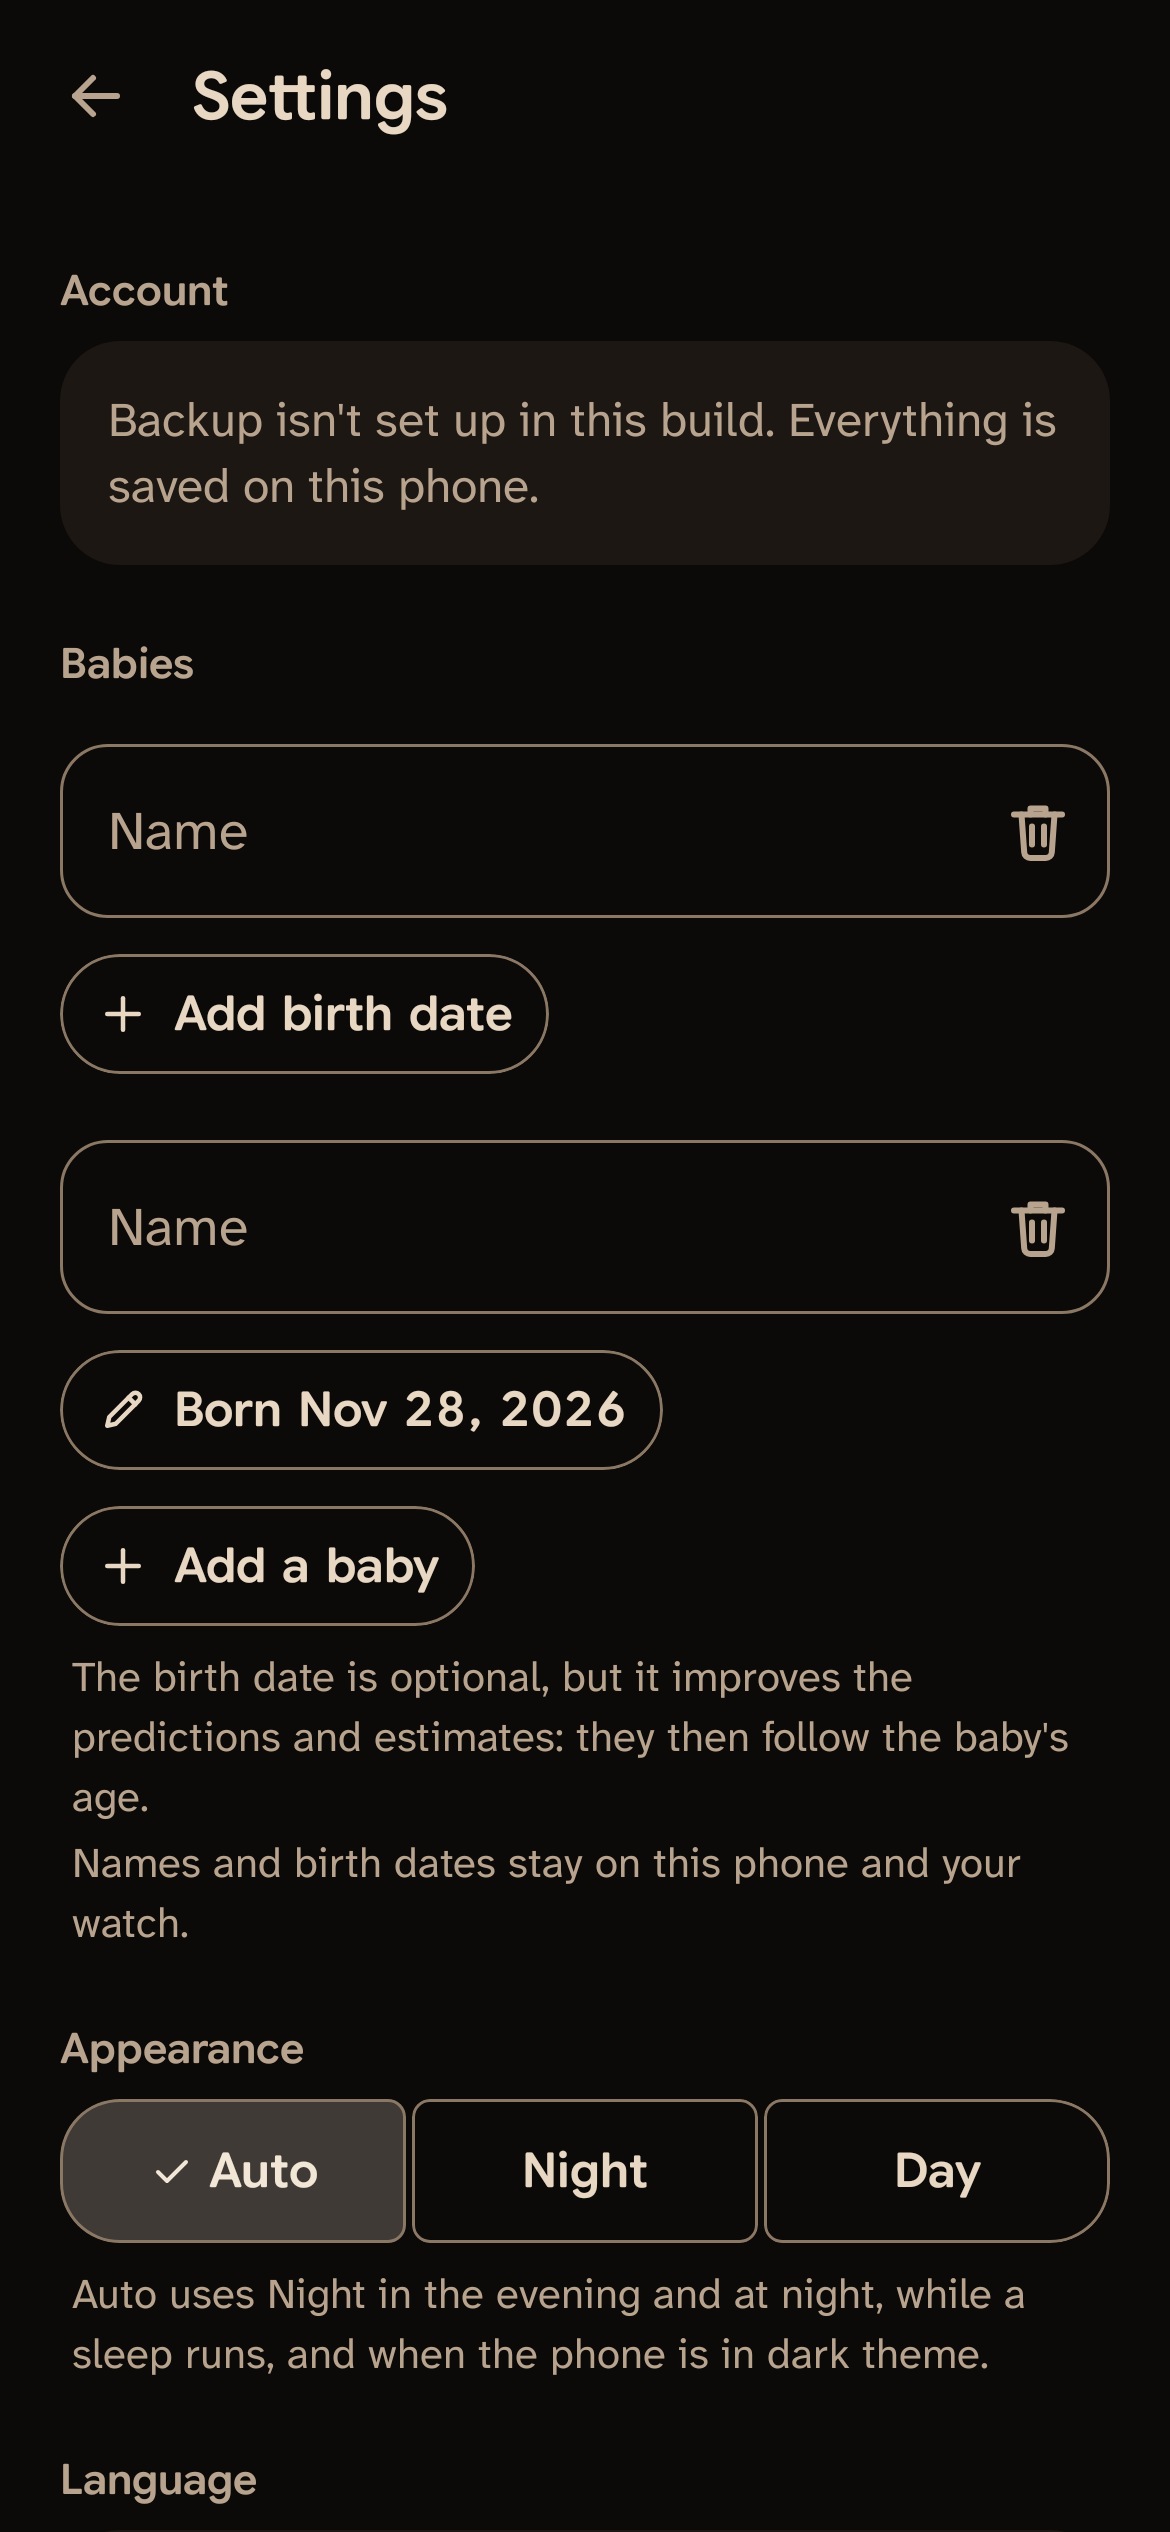 Settings
Account
Backup isn't set up in this build. Everything is
saved on this phone.
Babies
Name
Add birth date
Name
Born Nov 28, 2026
Add a baby
The birth date is optional, but it improves the
predictions and estimates: they then follow the baby's
age.
Names and birth dates stay on this phone and your
watch.
Appearance
Auto
Night
Day
Auto uses Night in the evening and at night, while a
sleep runs, and when the phone is in dark theme.
Language